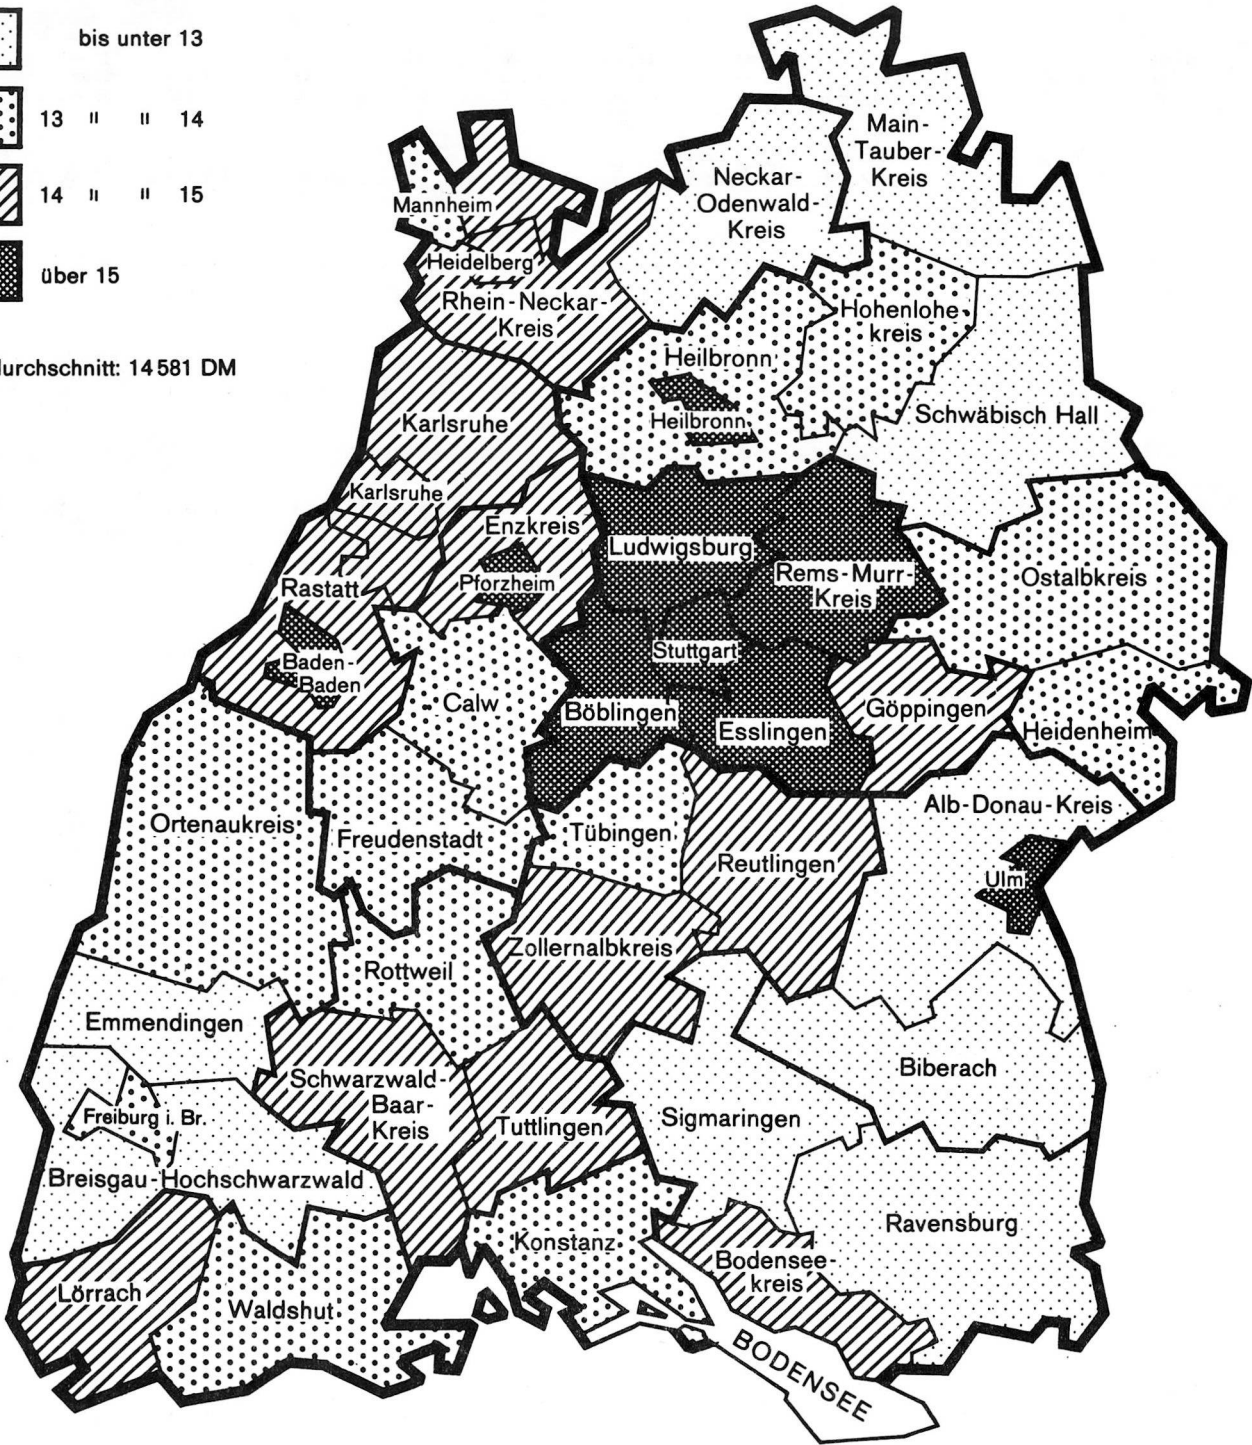 bis unter 13
13 " " 14
14 " " 15
über 15
durchschnitt: 14 581 DM
Main-
Tauber-
Kreis
Neckar-
Odenwald-
Kreis
Mannheim
Heidelberg
Rhein-Neckar-
Kreis
Hohenlohe
kreis
Heilbronn
Heilbronn
Schwäbisch Hall
Karlsruhe
Karlsruhe
Enzkreis
Pforzheim
Ludwigsburg
Rems-Murr-
Kreis
Ostalbkreis
Rastatt
Baden-
Baden
Stuttgart
Calw
Böblingen
Esslingen
Göppingen
Heidenheim
Alb-Donau-Kreis
Ortenaukreis
Freudenstadt
Tübingen
Reutlingen
Ulm
Zollernalbkreis
Rottweil
Emmendingen
Schwarzwald-
Baar-
Kreis
Biberach
Freiburg i. Br.
Tuttlingen
Sigmaringen
Breisgau-Hochschwarzwald
Ravensburg
Konstanz
Bodensee-
kreis
Lörrach
Waldshut
BODENSEE